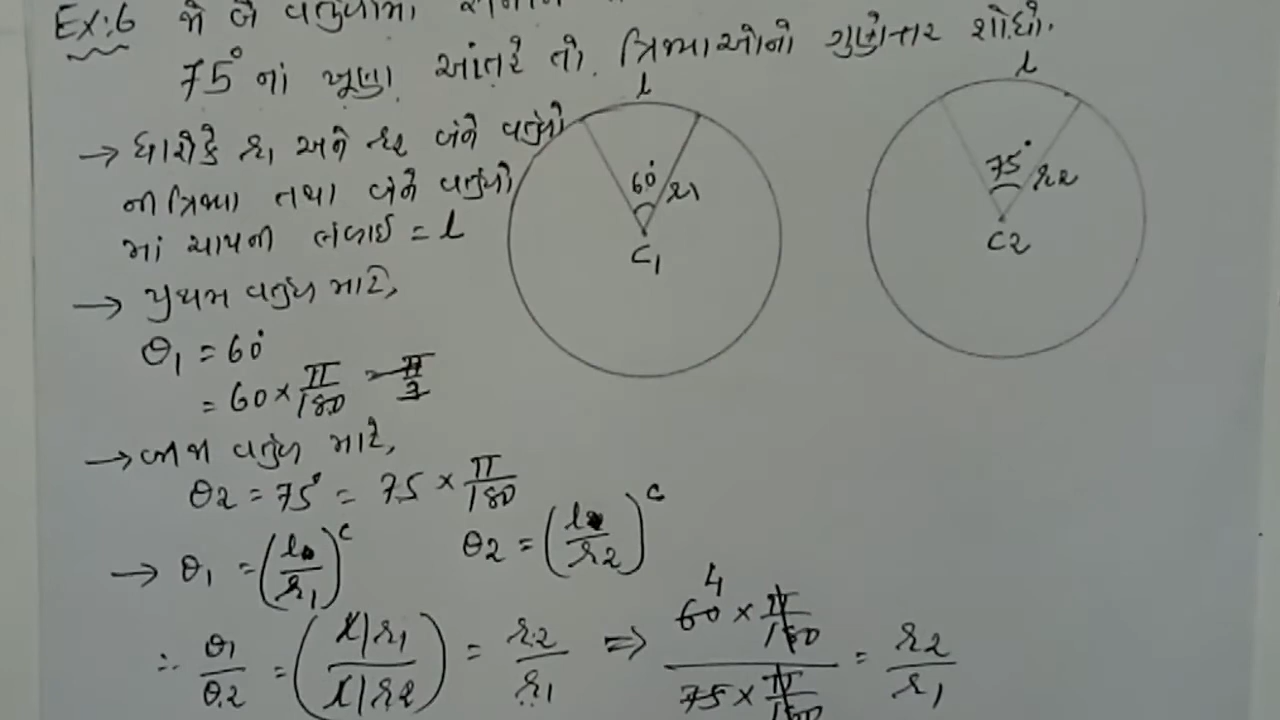 Ex:6 જો બે વર્તુળોમાં
75° નાં ખૂણા આંતરે તો. ત્રિજ્યાઓનો ગુણોત્તર શોધો.
→ ધારોકે r₁ અને r₂ બંને વર્તુળો
ની ત્રિજ્યા તથા બંને વર્તુળો
માં ચાપની લંબાઈ = l
l
60° r₁
C₁
l
75° r₂
C₂
→ પ્રથમ વર્તુળ માટે,
θ₁ = 60°
= 60 × π/180 = π/3
→ બીજા વર્તુળ માટે,
θ₂ = 75° = 75 × π/180
→ θ₁ = (l/r₁)ᶜ θ₂ = (l/r₂)ᶜ
∴ θ₁/θ₂ = (l/r₁ / l/r₂) = r₂/r₁ ⇒ 4 60 × π/180 / 75 × π/180 = r₂/r₁